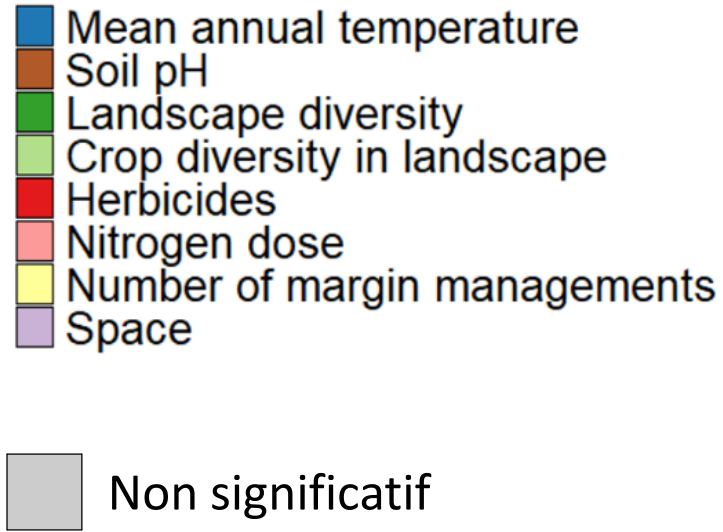 Mean annual temperature
Soil pH
Landscape diversity
Crop diversity in landscape
Herbicides
Nitrogen dose
Number of margin managements
Space
Non significatif